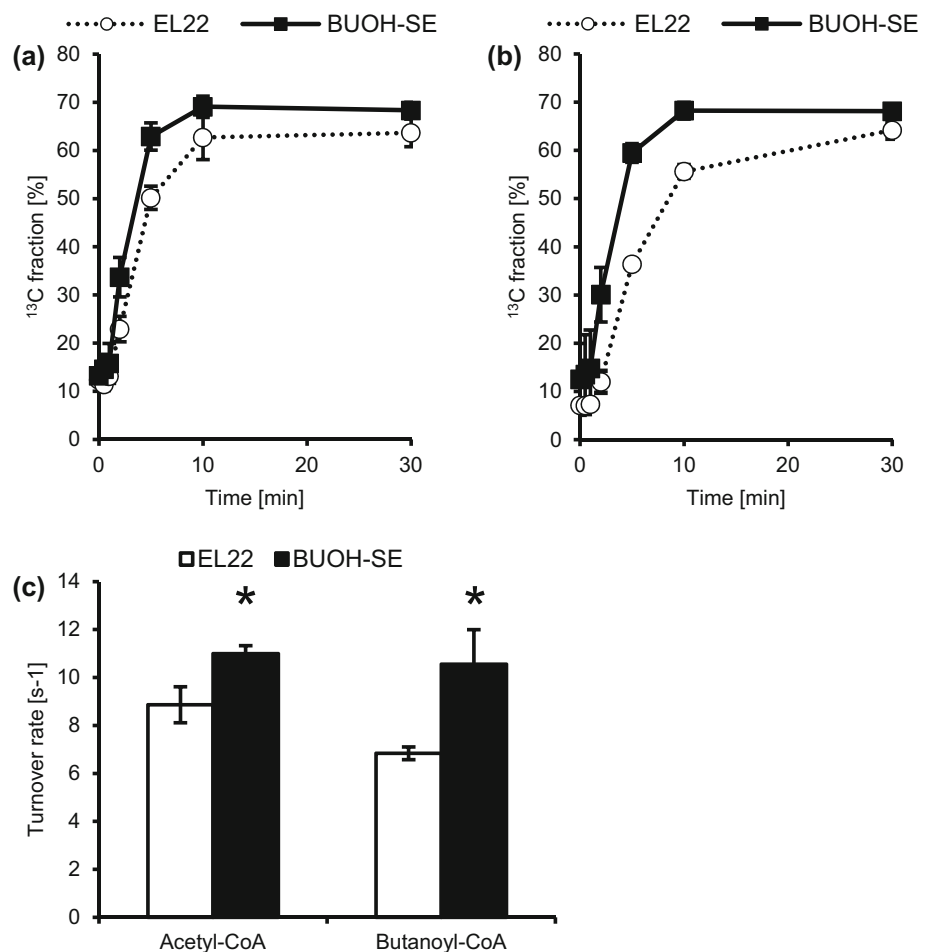 EL22 BUOH-SE
(a)
80
70
60
50
40
30
20
10
0
¹³C fraction [%]
0 10 20 30
Time [min]
EL22 BUOH-SE
(b)
80
70
60
50
40
30
20
10
0
¹³C fraction [%]
0 10 20 30
Time [min]
EL22 BUOH-SE
(c)
14
12
10
8
6
4
2
0
Turnover rate [s-1]
* *
Acetyl-CoA Butanoyl-CoA